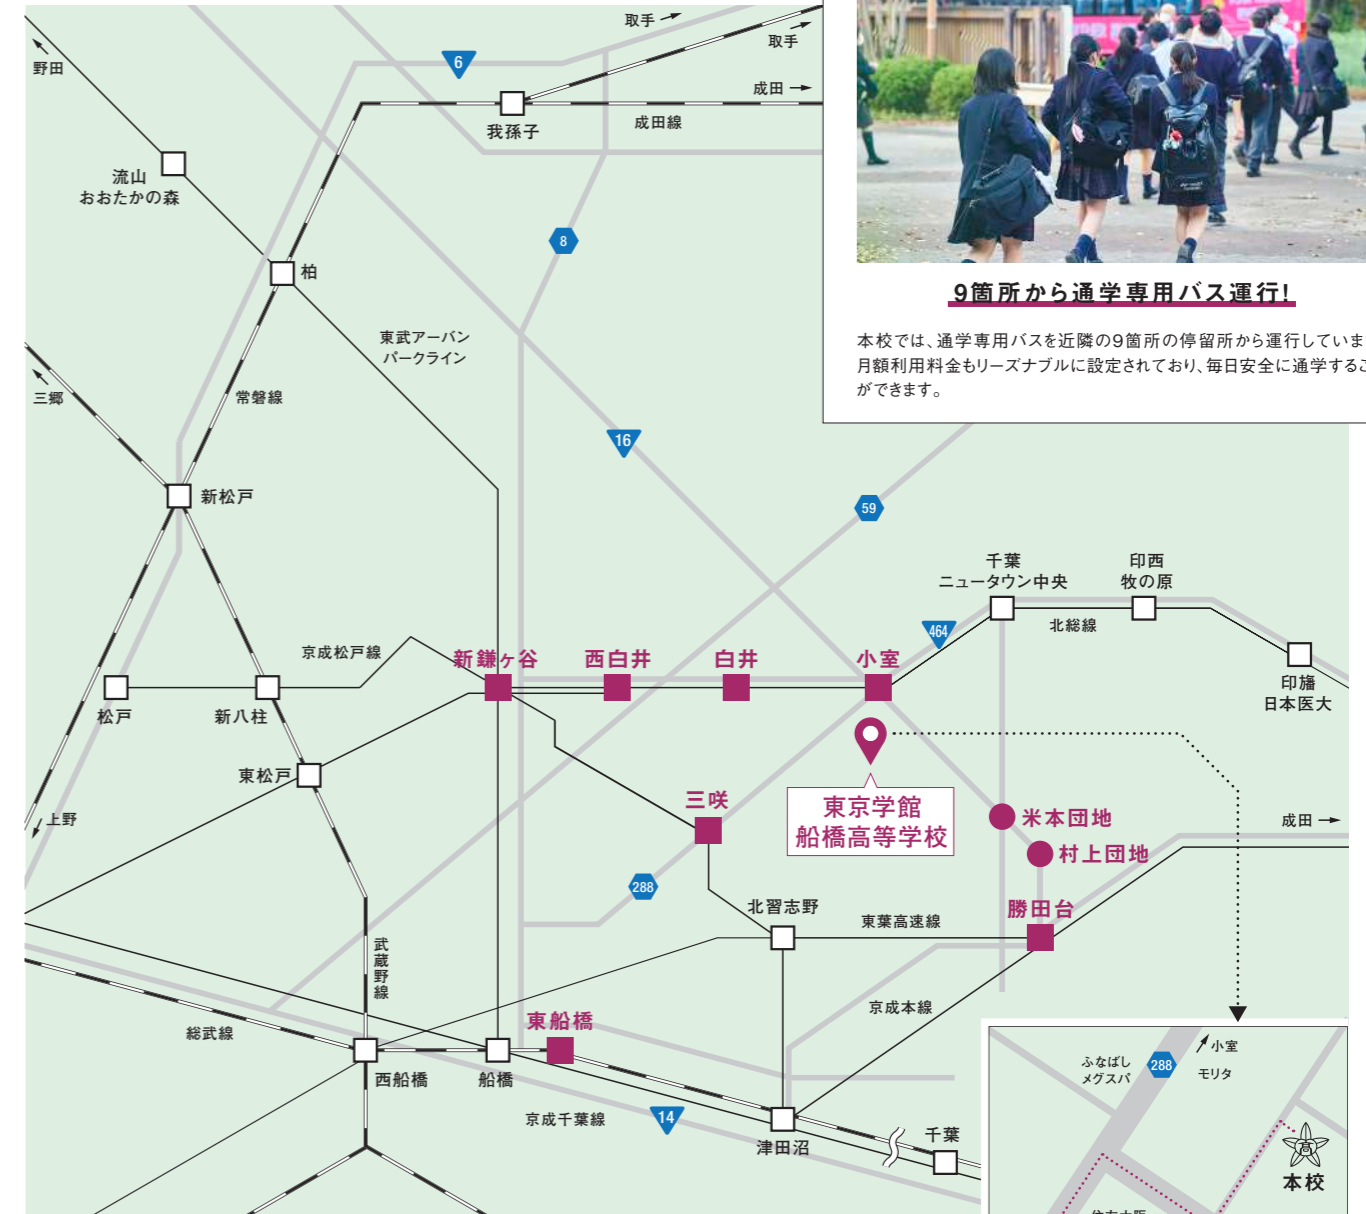 取手
取手
野田
6
成田
我孫子
成田線
流山
おおたかの森
8
柏
9箇所から通学専用バス運行!
本校では、通学専用バスを近隣の9箇所の停留所から運行していま
月額利用料金もリーズナブルに設定されており、毎日安全に通学するこ
ができます。
東武アーバン
パークライン
三郷
常磐線
16
新松戸
59
千葉
ニュータウン中央
印西
牧の原
464
北総線
京成松戸線
新鎌ヶ谷
西白井
白井
小室
印旛
日本医大
松戸
新八柱
東松戸
三咲
東京学館
船橋高等学校
米本団地
成田
上野
村上団地
288
北習志野
勝田台
東葉高速線
武蔵野線
京成本線
総武線
東船橋
西船橋
船橋
京成千葉線
14
津田沼
千葉
小室
ふなばし
メグスパ
288
モリタ
高
本校